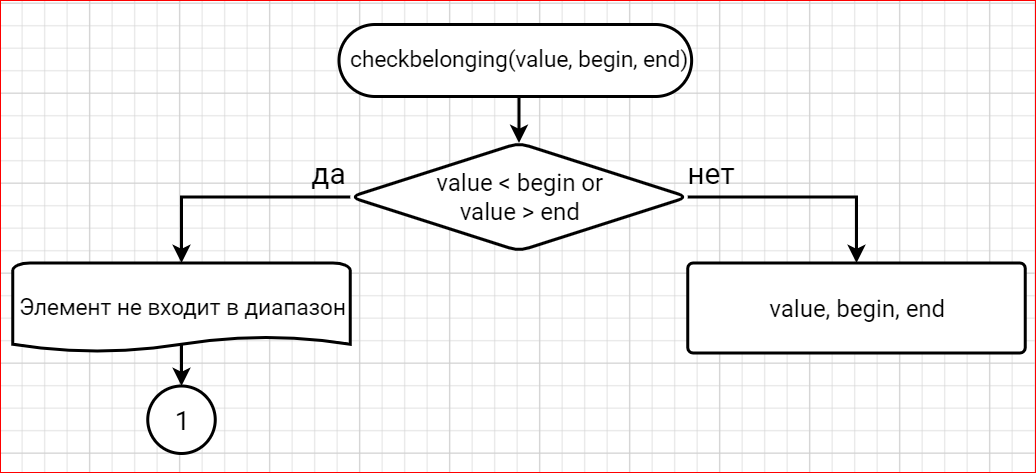 checkbelonging(value, begin, end)
да
value < begin or
value > end
нет
Элемент не входит в диапазон
value, begin, end
1